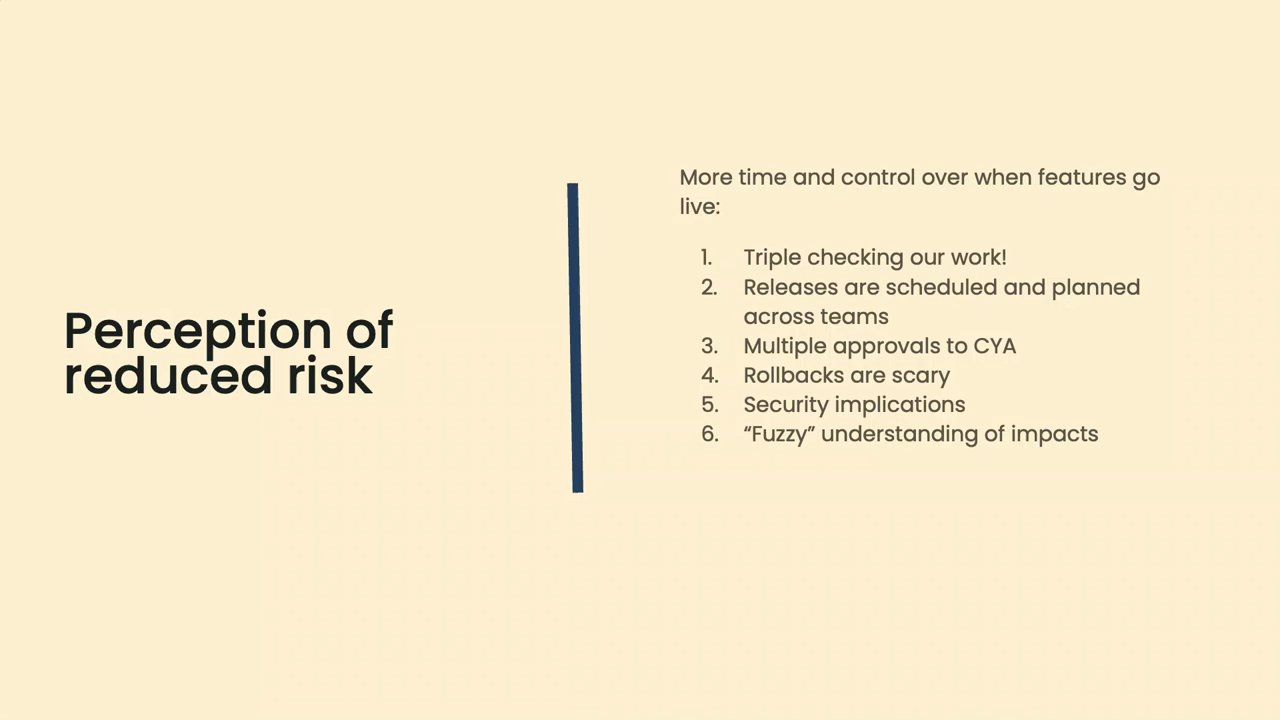 Perception of
reduced risk
More time and control over when features go
live:
1. Triple checking our work!
2. Releases are scheduled and planned
across teams
3. Multiple approvals to CYA
4. Rollbacks are scary
5. Security implications
6. “Fuzzy” understanding of impacts